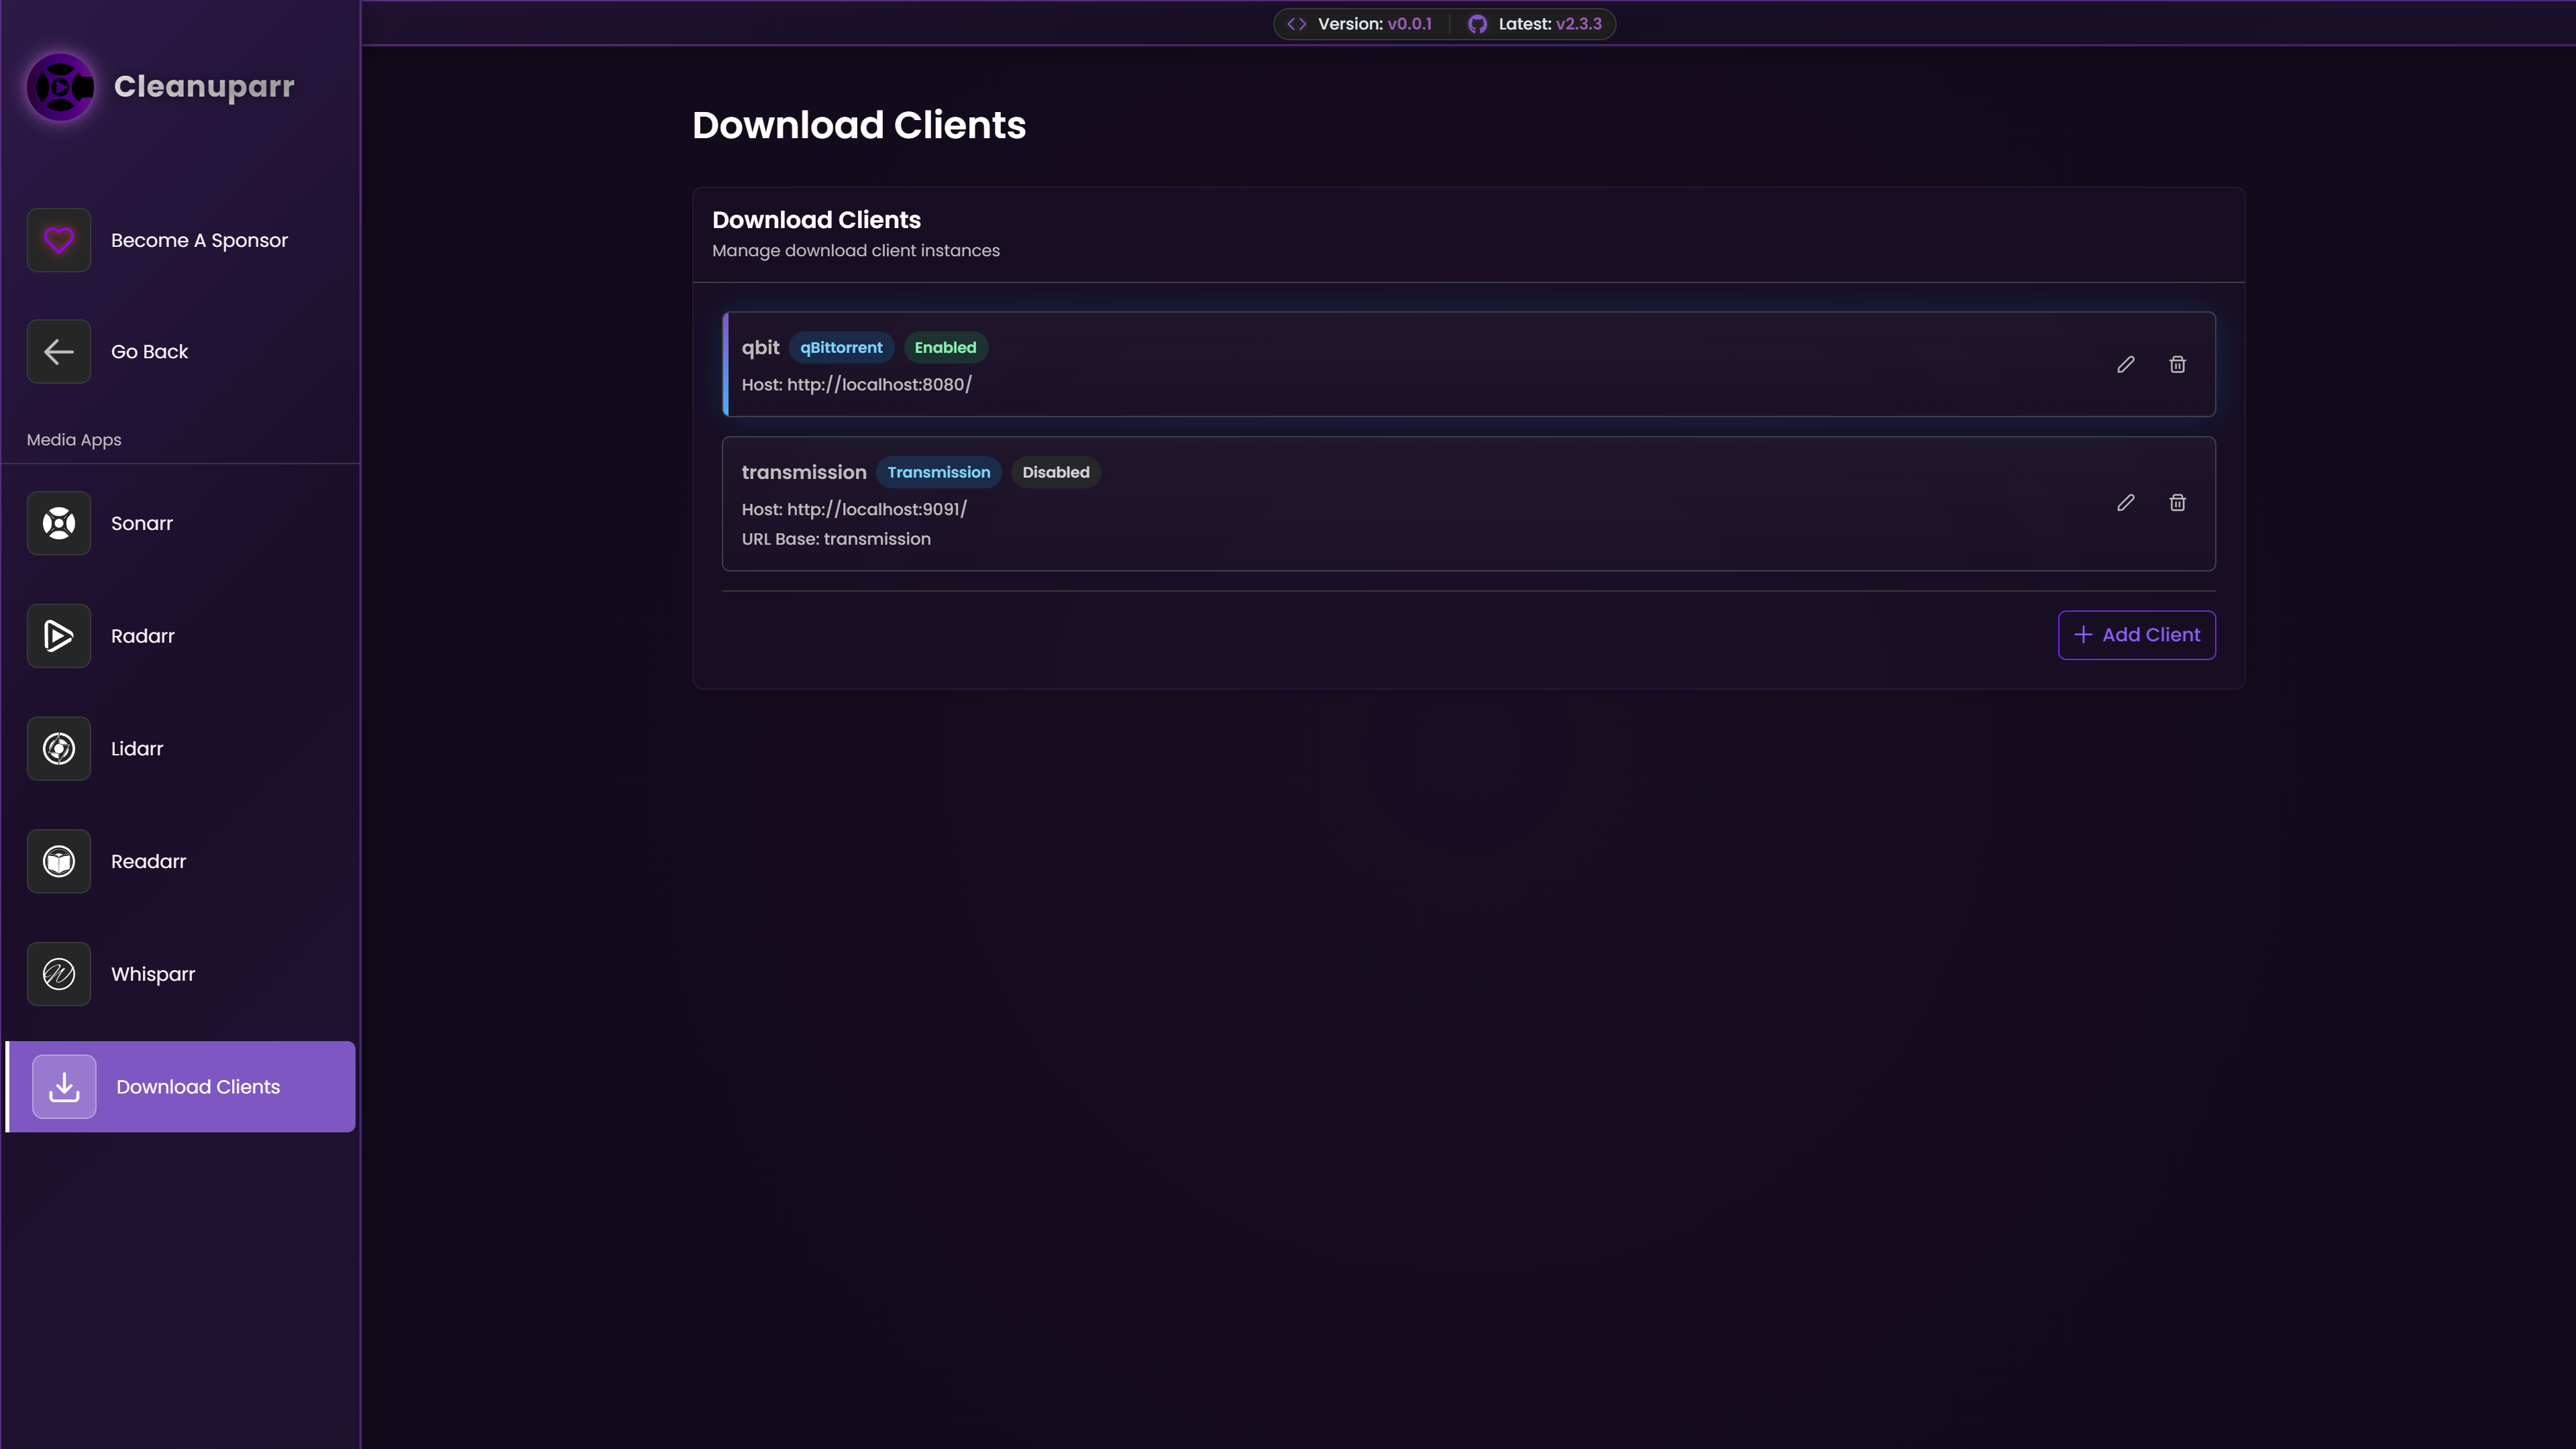 Version: v0.0.1 Latest: v2.3.3
Cleanuparr
Become A Sponsor
Go Back
Media Apps
Sonarr
Radarr
Lidarr
Readarr
Whisparr
Download Clients
Download Clients
Download Clients
Manage download client instances
qbit qBittorrent Enabled
Host: http://localhost:8080/
transmission Transmission Disabled
Host: http://localhost:9091/
URL Base: transmission
Add Client